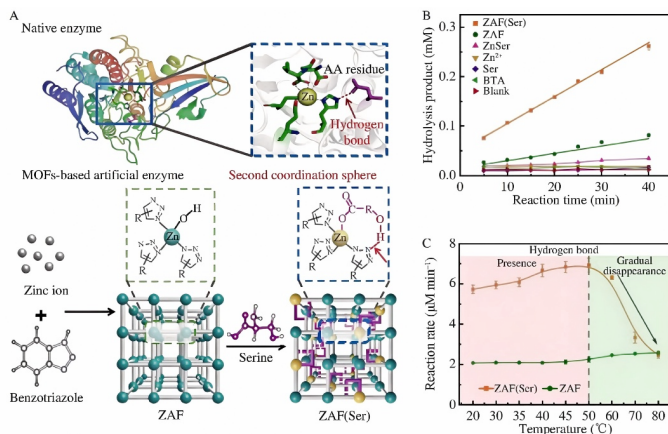 A
Native enzyme
AA residue
Zn
Hydrogen
bond
MOFs-based artificial enzyme
Second coordination sphere
N
N
N
R
O
H
Zn
N
N
N
R
N
N
N
R
O
C
O
R
O
H
N
N
N
R
Zn
N
N
N
R
N
N
N
R
Zinc ion
+
Benzotriazole
Serine
ZAF
ZAF(Ser)
B
Hydrolysis product (mM)
0.3
0.2
0.1
0.0
ZAF(Ser)
ZAF
ZnSer
Zn²⁺
Ser
BTA
Blank
0 10 20 30 40
Reaction time (min)
C
Reaction rate (μM min⁻¹)
8
6
4
2
0
Hydrogen bond
Presence
Gradual
disappearance
ZAF(Ser) ZAF
20 25 35 40 45 50 60 70 80
Temperature (℃)